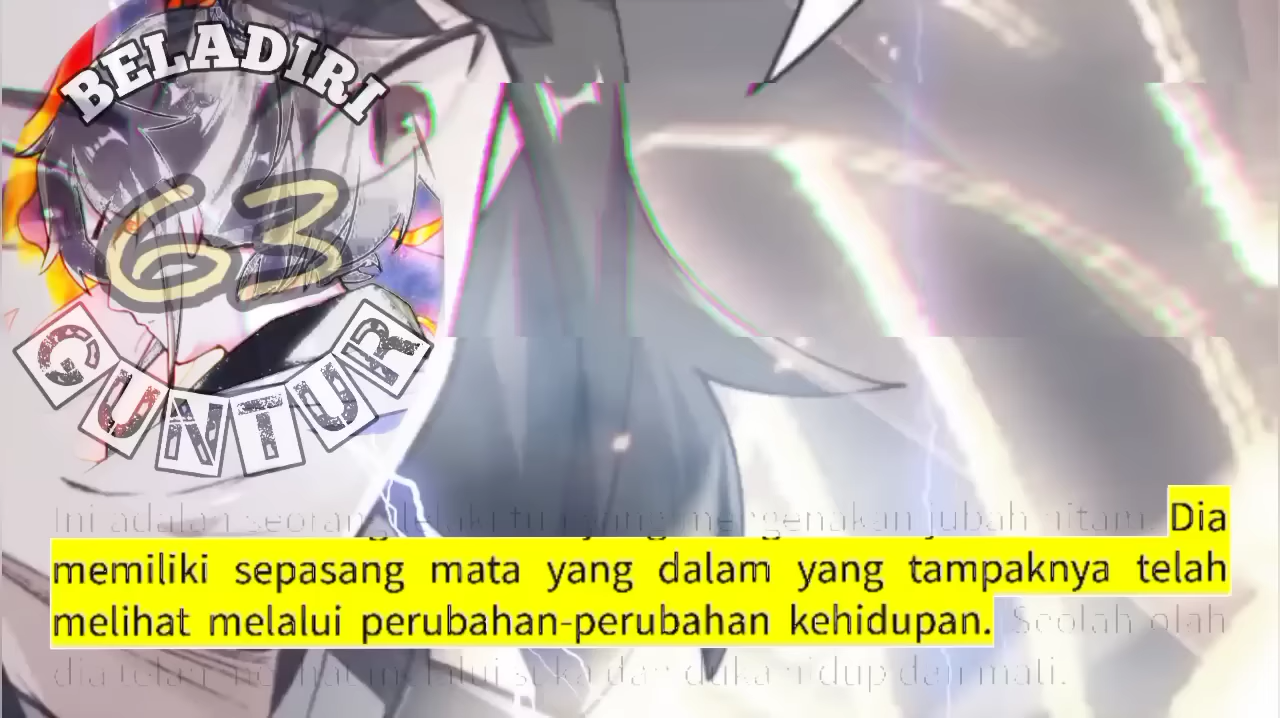 BELADIRI
63
GUNTUR
Ini adalah seorang lelaki tua yang mengenakan jubah hitam. Dia
memiliki sepasang mata yang dalam yang tampaknya telah
melihat melalui perubahan-perubahan kehidupan. Seolah olah
dia telah melihat melalui suka dan duka hidup dan mati.